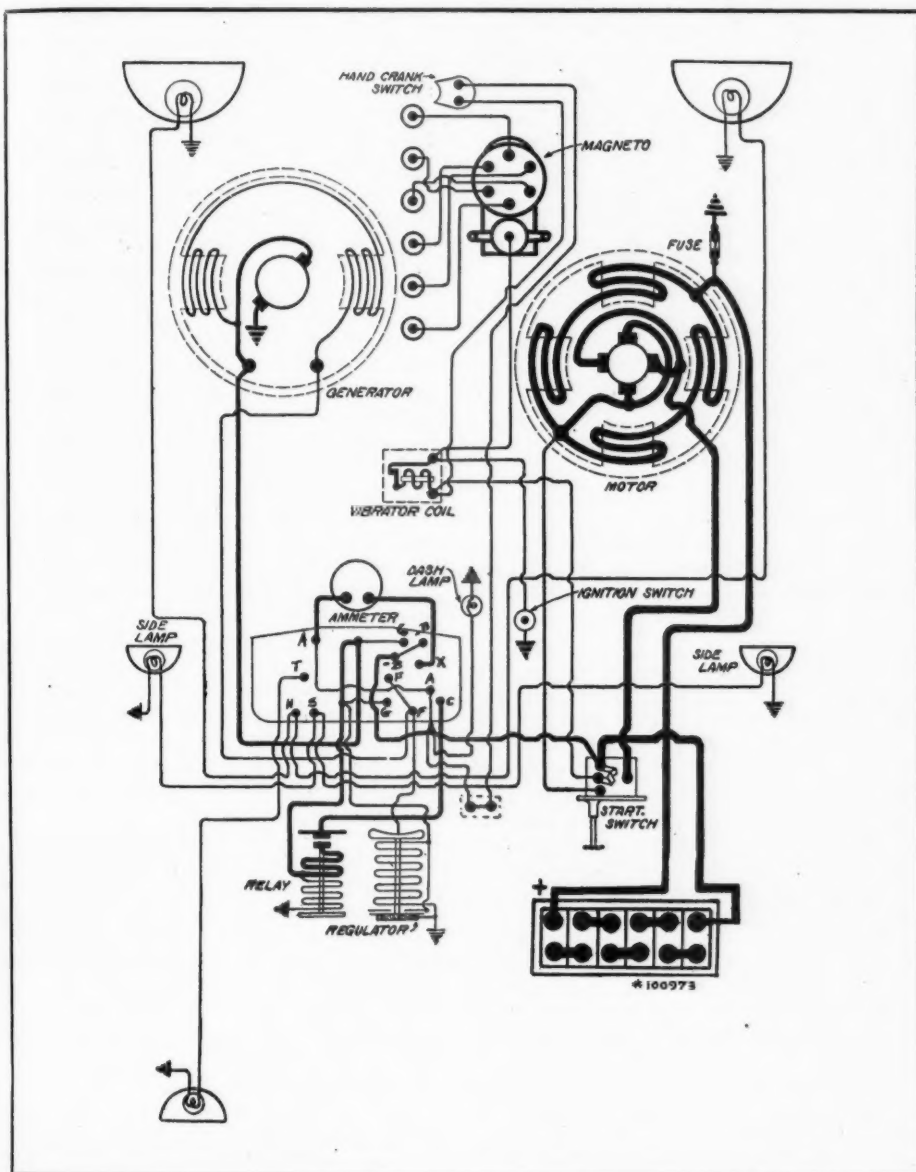 HAND CRANK
SWITCH
MAGNETO
FUSE
GENERATOR
MOTOR
VIBRATOR COIL
DASH
LAMP
IGNITION SWITCH
AMMETER
SIDE
LAMP
SIDE
LAMP
A
B
X
T
F
A
C
H
S
G
F
START.
SWITCH
RELAY
REGULATOR
+
*100973